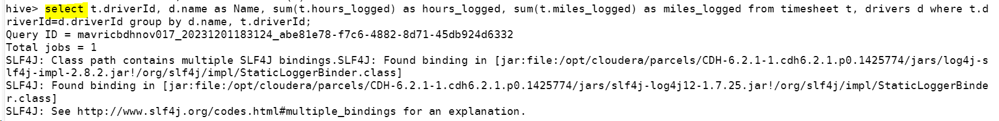 hive> select t.driverId, d.name as Name, sum(t.hours_logged) as hours_logged, sum(t.miles_logged) as miles_logged from timesheet t, drivers d where t.d
riverId=d.driverId group by d.name, t.driverId;
Query ID = mavricbdhnov017_20231201183124_abe81e78-f7c6-4882-8d71-45db924d6332
Total jobs = 1
SLF4J: Class path contains multiple SLF4J bindings.SLF4J: Found binding in [jar:file:/opt/cloudera/parcels/CDH-6.2.1-1.cdh6.2.1.p0.1425774/jars/log4j-s
lf4j-impl-2.8.2.jar!/org/slf4j/impl/StaticLoggerBinder.class]
SLF4J: Found binding in [jar:file:/opt/cloudera/parcels/CDH-6.2.1-1.cdh6.2.1.p0.1425774/jars/slf4j-log4j12-1.7.25.jar!/org/slf4j/impl/StaticLoggerBinde
r.class]
SLF4J: See http://www.slf4j.org/codes.html#multiple_bindings for an explanation.